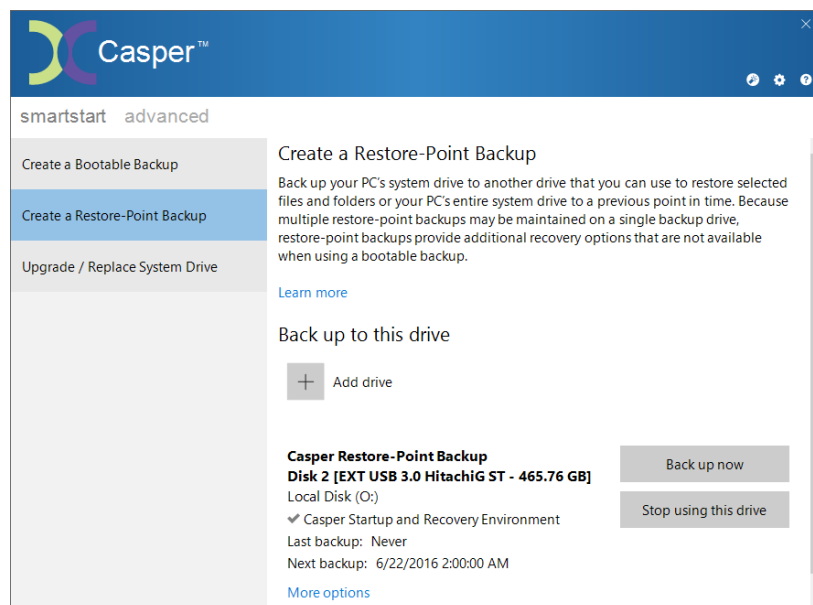 Casper™
smartstart advanced
Create a Bootable Backup
Create a Restore-Point Backup
Upgrade / Replace System Drive
Create a Restore-Point Backup
Back up your PC's system drive to another drive that you can use to restore selected
files and folders or your PC's entire system drive to a previous point in time. Because
multiple restore-point backups may be maintained on a single backup drive,
restore-point backups provide additional recovery options that are not available
when using a bootable backup.
Learn more
Back up to this drive
Add drive
Casper Restore-Point Backup
Disk 2 [EXT USB 3.0 HitachiG ST - 465.76 GB]
Local Disk (O:)
Casper Startup and Recovery Environment
Last backup: Never
Next backup: 6/22/2016 2:00:00 AM
More options
Back up now
Stop using this drive